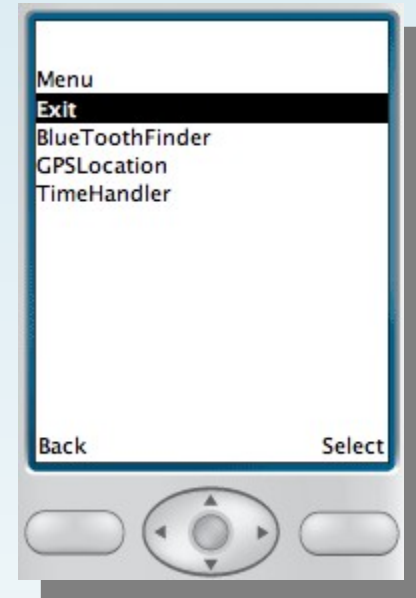 Menu
Exit
BlueToothFinder
GPSLocation
TimeHandler
Back Select